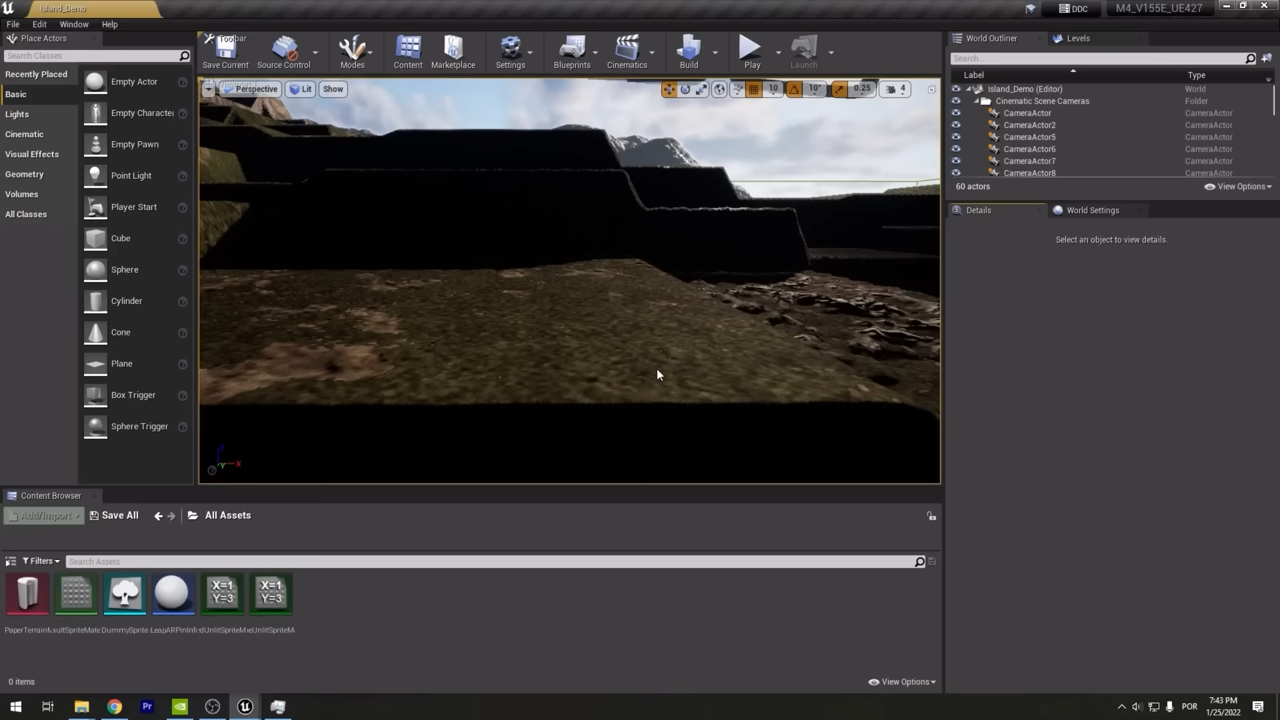 Island_Demo
DDC
M4_V155E_UE427
File Edit Window Help
Place Actors
Search Classes
Recently Placed
Basic
Lights
Cinematic
Visual Effects
Geometry
Volumes
All Classes
Empty Actor
Empty Character
Empty Pawn
Point Light
Player Start
Cube
Sphere
Cylinder
Cone
Plane
Box Trigger
Sphere Trigger
Toolbar
Save Current Source Control Modes Content Marketplace Settings Blueprints Cinematics Build Play Launch
Perspective Lit Show
10 10° 0.25 4
X
Y
World Outliner Levels
Search...
Label Type
Island_Demo (Editor) World
Cinematic Scene Cameras Folder
CameraActor CameraActor
CameraActor2 CameraActor
CameraActor5 CameraActor
CameraActor6 CameraActor
CameraActor7 CameraActor
CameraActor8 CameraActor
60 actors View Options
Details World Settings
Select an object to view details.
Content Browser
Add/Import Save All All Assets
Filters Search Assets
X=1
Y=3
X=1
Y=3
DummySprite
0 items View Options
Pr
POR
7:43 PM
1/25/2022